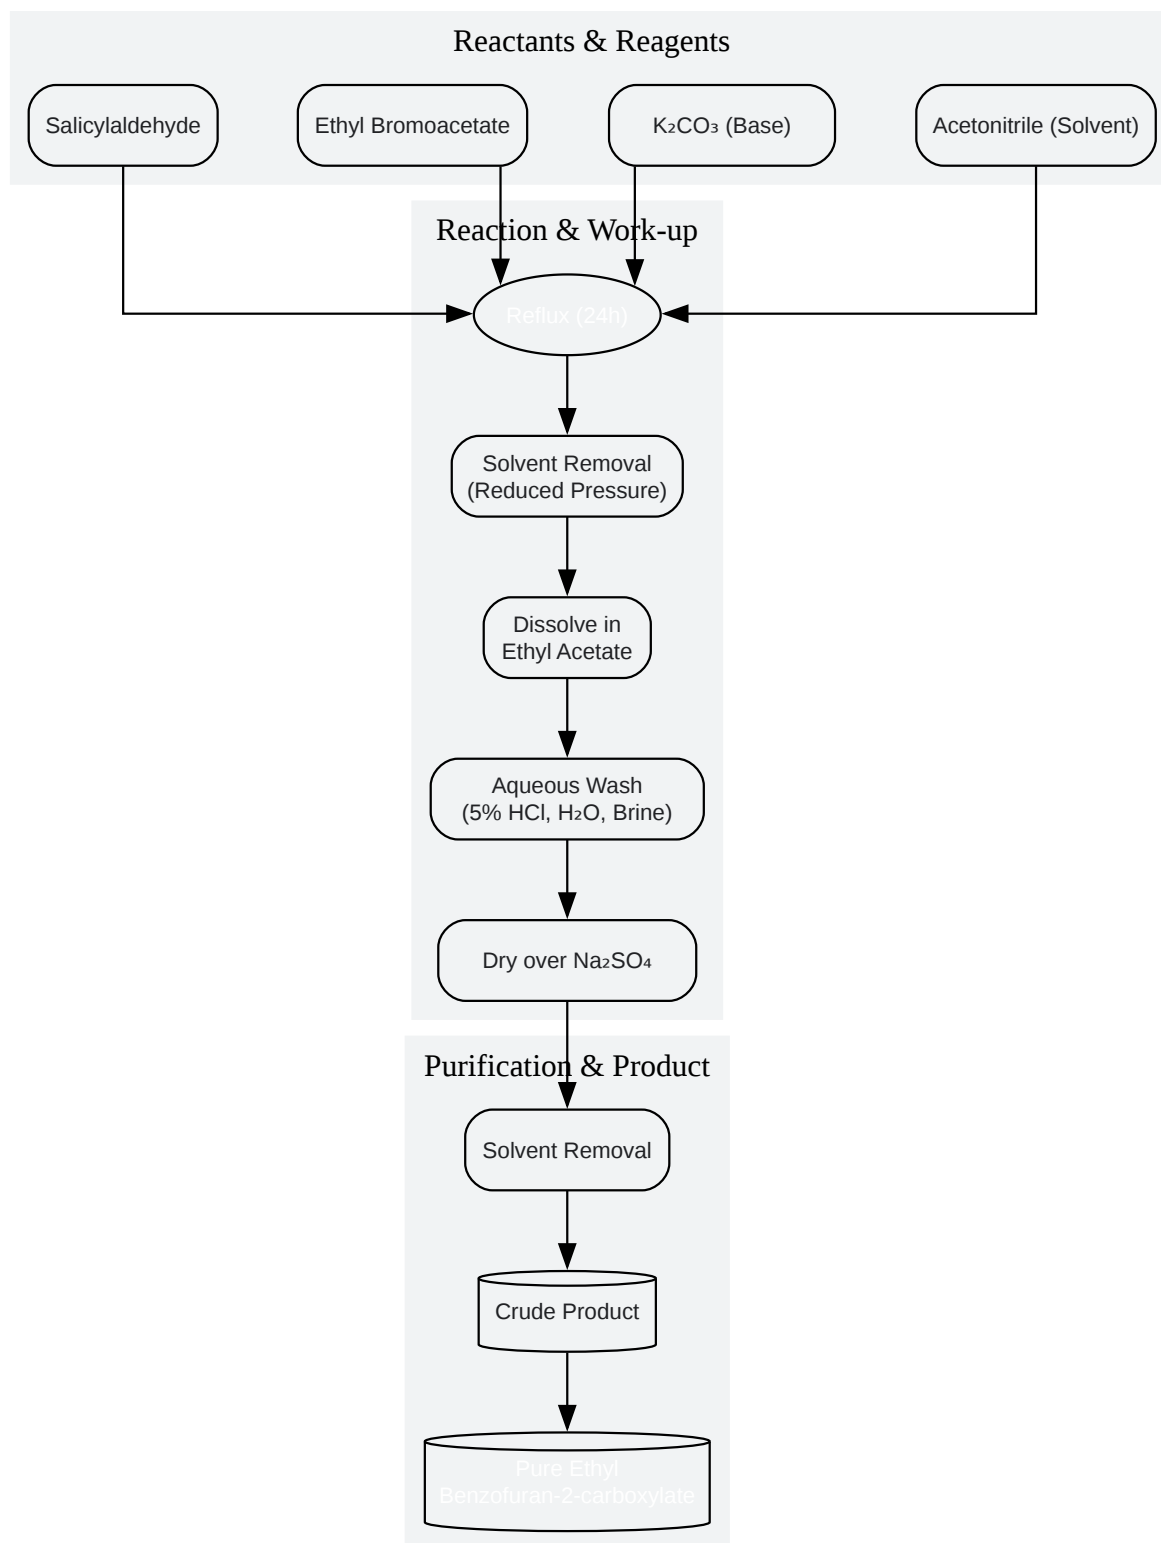 Reactants & Reagents
Salicylaldehyde
Ethyl Bromoacetate
K₂CO₃ (Base)
Acetonitrile (Solvent)
Reaction & Work-up
Reflux (24h)
Solvent Removal
(Reduced Pressure)
Dissolve in
Ethyl Acetate
Aqueous Wash
(5% HCl, H₂O, Brine)
Dry over Na₂SO₄
Purification & Product
Solvent Removal
Crude Product
Pure Ethyl
Benzofuran-2-carboxylate